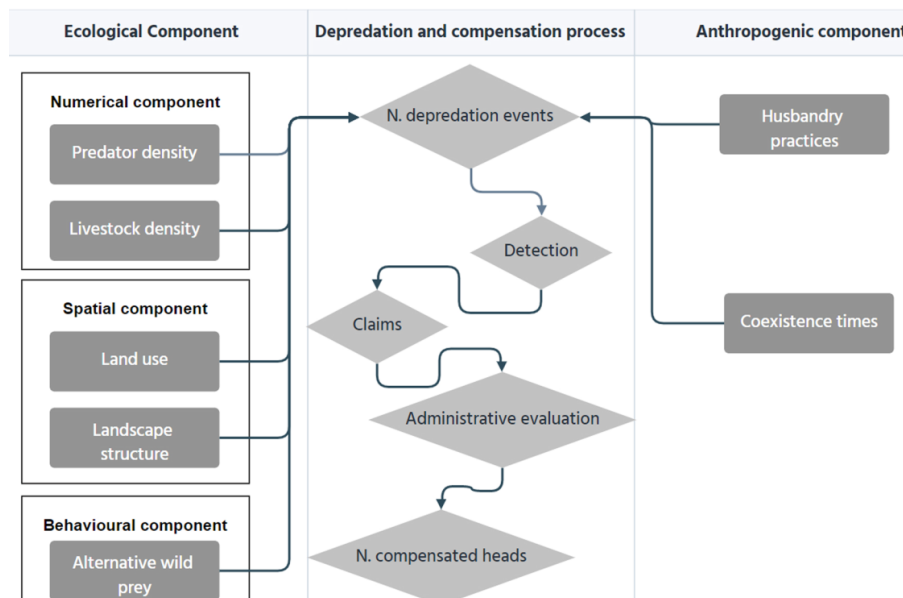 Ecological Component
Depredation and compensation process
Anthropogenic component
Numerical component
Predator density
Livestock density
Spatial component
Land use
Landscape
structure
Behavioural component
Alternative wild
prey
N. depredation events
Detection
Claims
Administrative evaluation
N. compensated heads
Husbandry
practices
Coexistence times